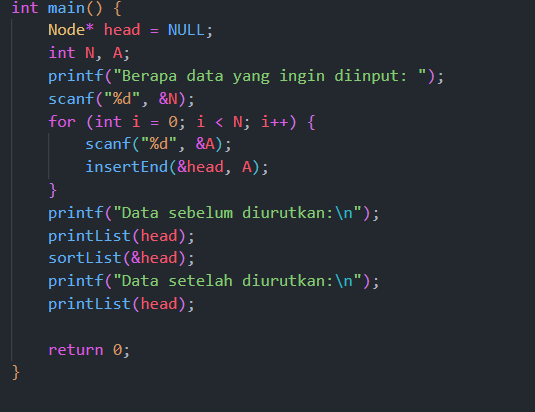 int main() {
    Node* head = NULL;
    int N, A;
    printf("Berapa data yang ingin diinput: ");
    scanf("%d", &N);
    for (int i = 0; i < N; i++) {
        scanf("%d", &A);
        insertEnd(&head, A);
    }
    printf("Data sebelum diurutkan:\n");
    printList(head);
    sortList(&head);
    printf("Data setelah diurutkan:\n");
    printList(head);

    return 0;
}